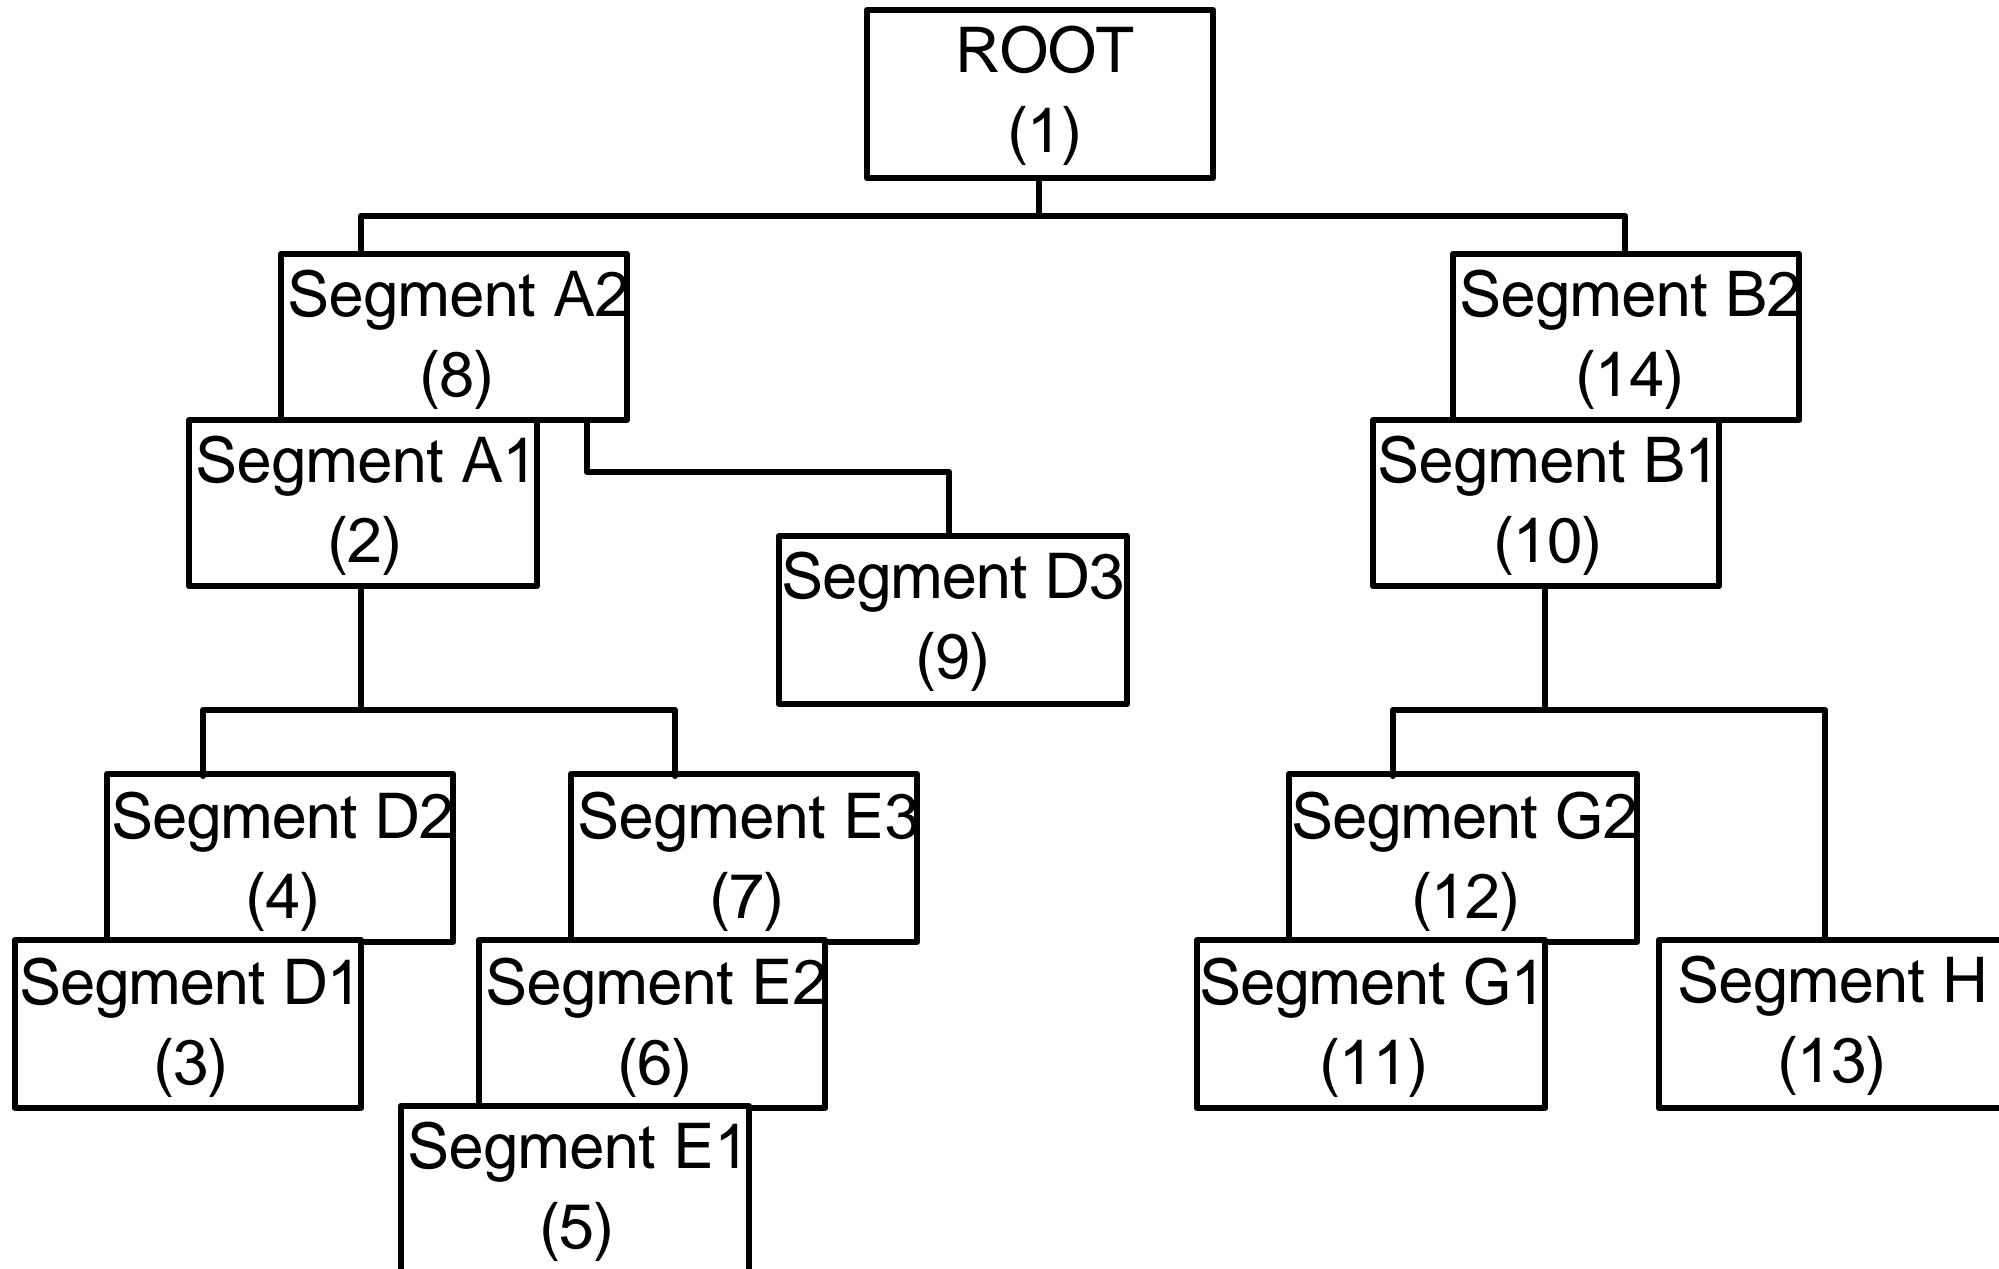 ROOT
(1)
Segment A2
(8)
Segment B2
(14)
Segment A1
(2)
Segment B1
(10)
Segment D3
(9)
Segment D2
(4)
Segment E3
(7)
Segment G2
(12)
Segment D1
(3)
Segment E2
(6)
Segment G1
(11)
Segment H
(13)
Segment E1
(5)